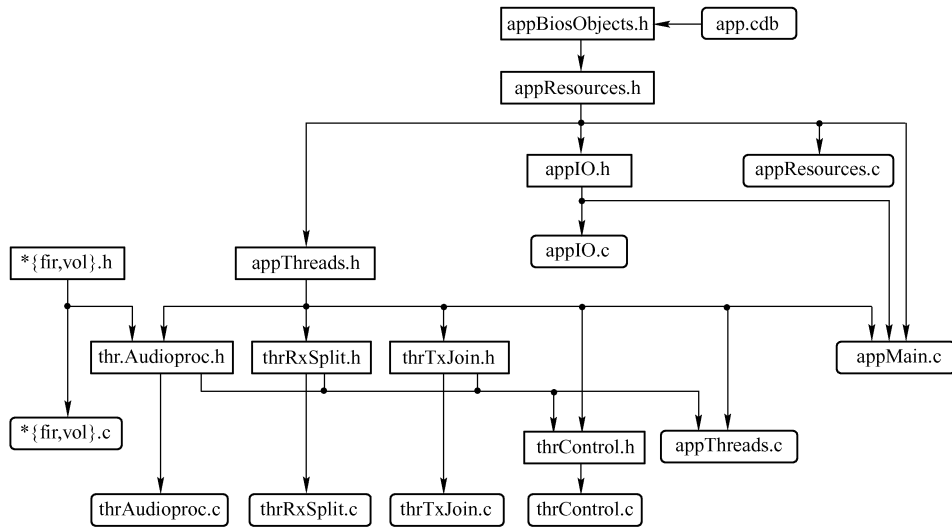 appBiosObjects.h
app.cdb
appResources.h
appIO.h
appResources.c
*{fir,vol}.h
appThreads.h
appIO.c
thr.Audioproc.h
thrRxSplit.h
thrTxJoin.h
appMain.c
*{fir,vol}.c
thrControl.h
appThreads.c
thrAudioproc.c
thrRxSplit.c
thrTxJoin.c
thrControl.c